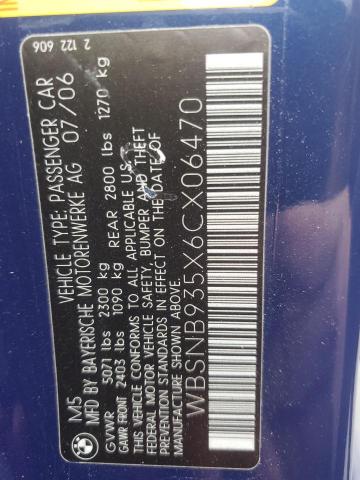 M5 VEHICLE TYPE: PASSENGER CAR 2 122 606
MFD BY BAYERISCHE MOTORENWERKE AG 07/06
GVWR 5071 lbs 2300 kg
GAWR FRONT 2403 lbs 1090 kg REAR 2800 lbs 1270 kg
THIS VEHICLE CONFORMS TO ALL APPLICABLE U.S.
FEDERAL MOTOR VEHICLE SAFETY, BUMPER AND THEFT
PREVENTION STANDARDS IN EFFECT ON THE DATE OF
MANUFACTURE SHOWN ABOVE.
WBSNB935X6CX06470